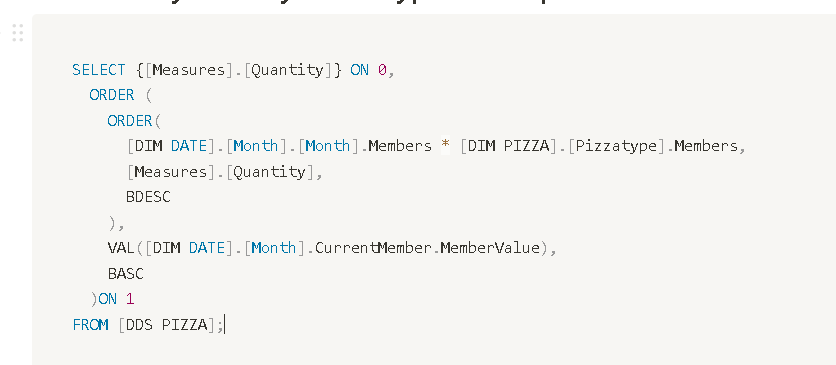 SELECT {[Measures].[Quantity]} ON 0,
ORDER (
ORDER(
[DIM DATE].[Month].[Month].Members * [DIM PIZZA].[Pizzatype].Members,
[Measures].[Quantity],
BDESC
),
VAL([DIM DATE].[Month].CurrentMember.MemberValue),
BASC
)ON 1
FROM [DDS PIZZA];